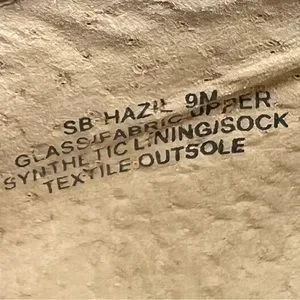 SB HAZIL 9M
GLASS/FABRIC UPPER
SYNTHETIC LINING/SOCK
TEXTILE OUTSOLE